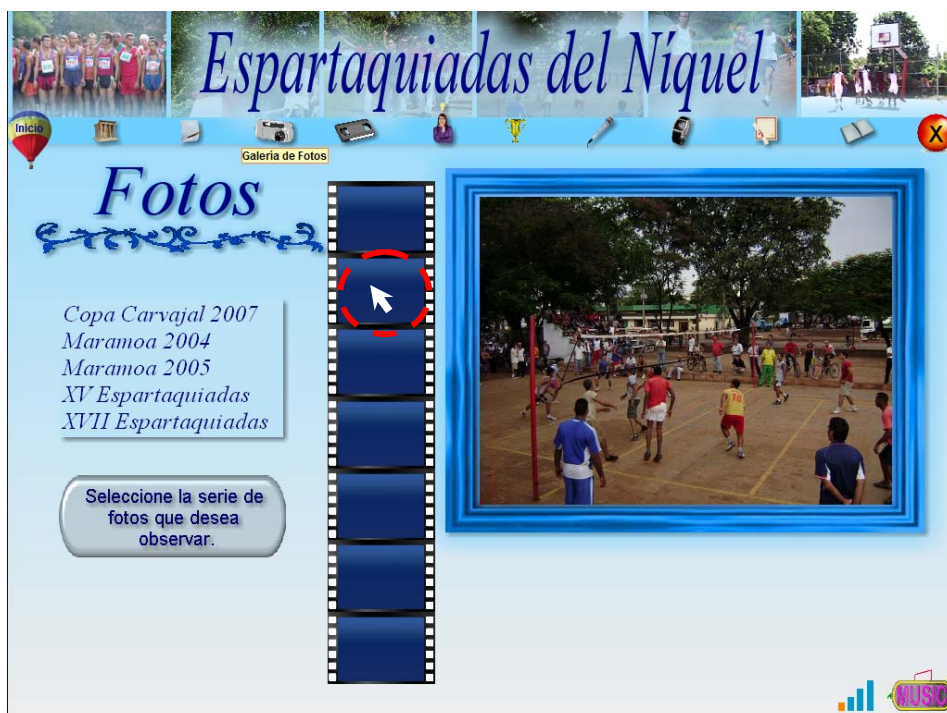 Espartaquiadas del Níquel
Inicio
X
Galeria de Fotos
Fotos
Copa Carvajal 2007
Maramoa 2004
Maramoa 2005
XV Espartaquiadas
XVII Espartaquiadas
Seleccione la serie de
fotos que desea
observar.
10
MUSIC